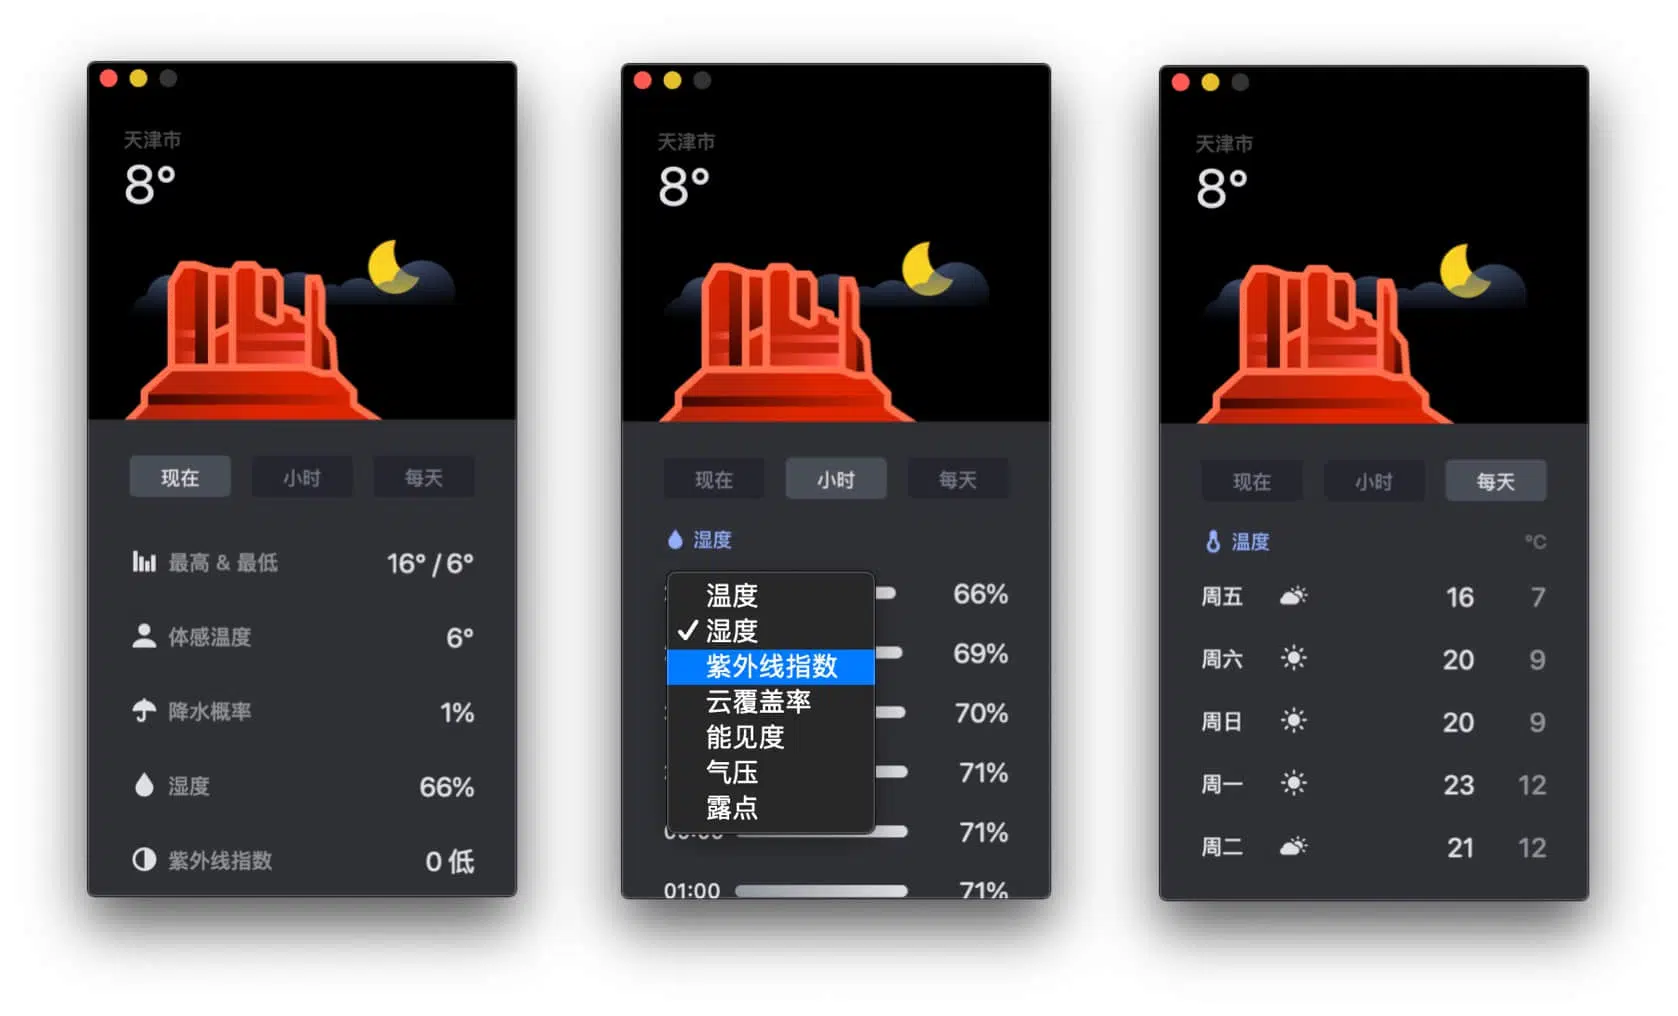 天津市
8°
现在 小时 每天
最高 & 最低 16° / 6°
体感温度 6°
降水概率 1%
湿度 66%
紫外线指数 0 低
天津市
8°
现在 小时 每天
湿度
温度
66%
✓ 湿度
69%
紫外线指数
云覆盖率
70%
能见度
气压
71%
露点
71%
01:00 71%
天津市
8°
现在 小时 每天
温度 °C
周五 16 7
周六 20 9
周日 20 9
周一 23 12
周二 21 12